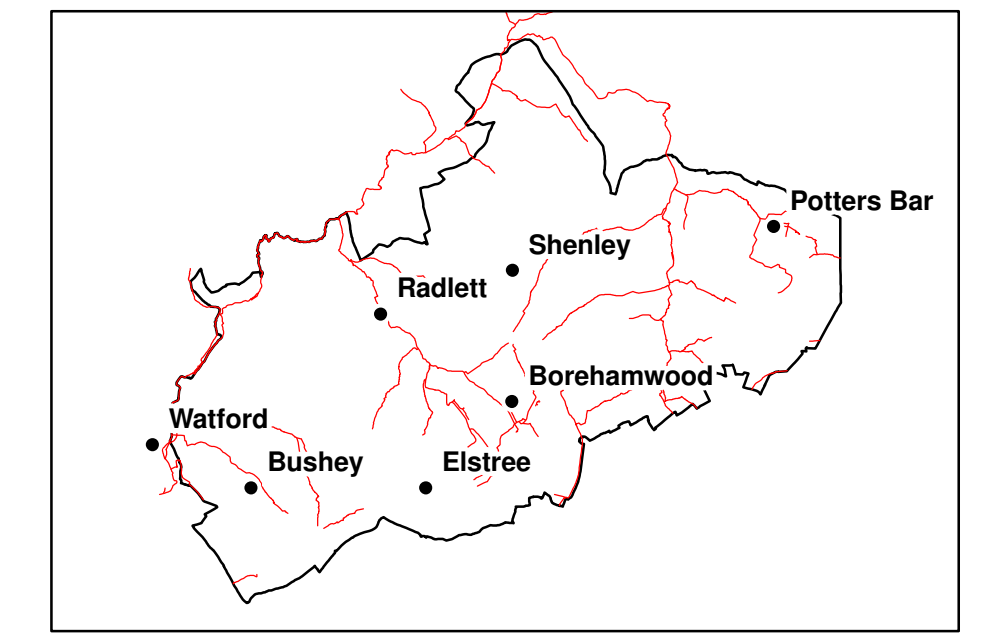 Potters Bar
Shenley
Radlett
Borehamwood
Watford
Bushey
Elstree